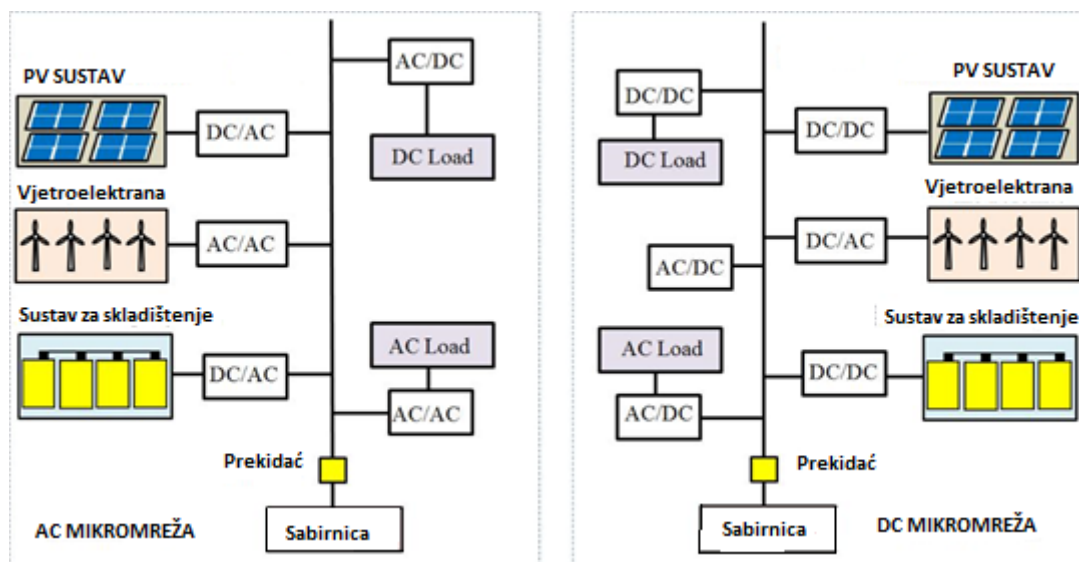 PV SUSTAV
DC/AC
Vjetroelektrana
AC/AC
Sustav za skladištenje
DC/AC
AC/DC
DC Load
AC Load
AC/AC
Prekidać
Sabirnica
AC MIKROMREŽA
DC/DC
DC Load
AC/DC
AC Load
AC/DC
PV SUSTAV
DC/DC
Vjetroelektrana
DC/AC
Sustav za skladištenje
DC/DC
Prekidać
Sabirnica
DC MIKROMREŽA